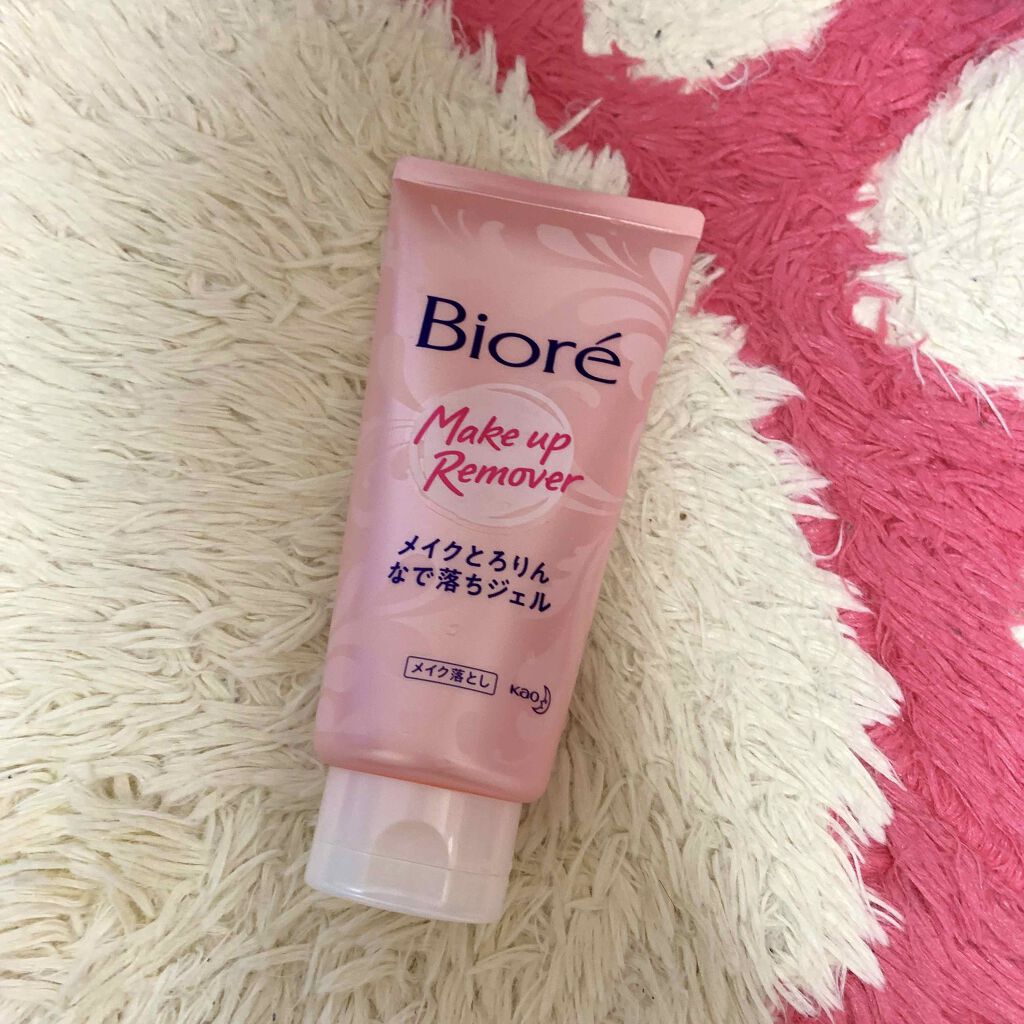 Bioré
Make up
Remover
メイクとろりん
なで落ちジェル
メイク落とし
Kao